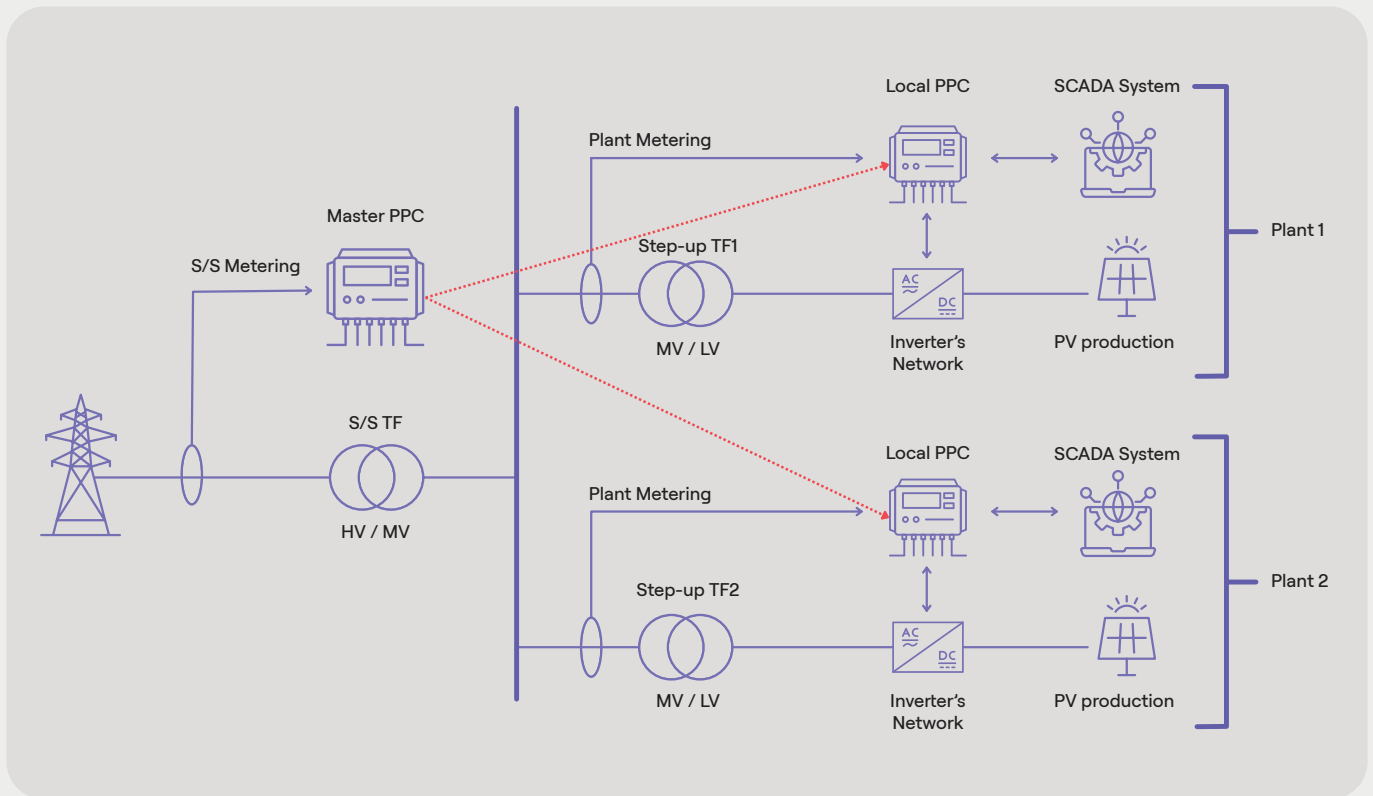 Local PPC
SCADA System
Plant Metering
Master PPC
Step-up TF1
Plant 1
S/S Metering
AC
DC
MV / LV
Inverter’s
Network
PV production
S/S TF
HV / MV
Local PPC
SCADA System
Plant Metering
Step-up TF2
Plant 2
AC
DC
MV / LV
Inverter’s
Network
PV production